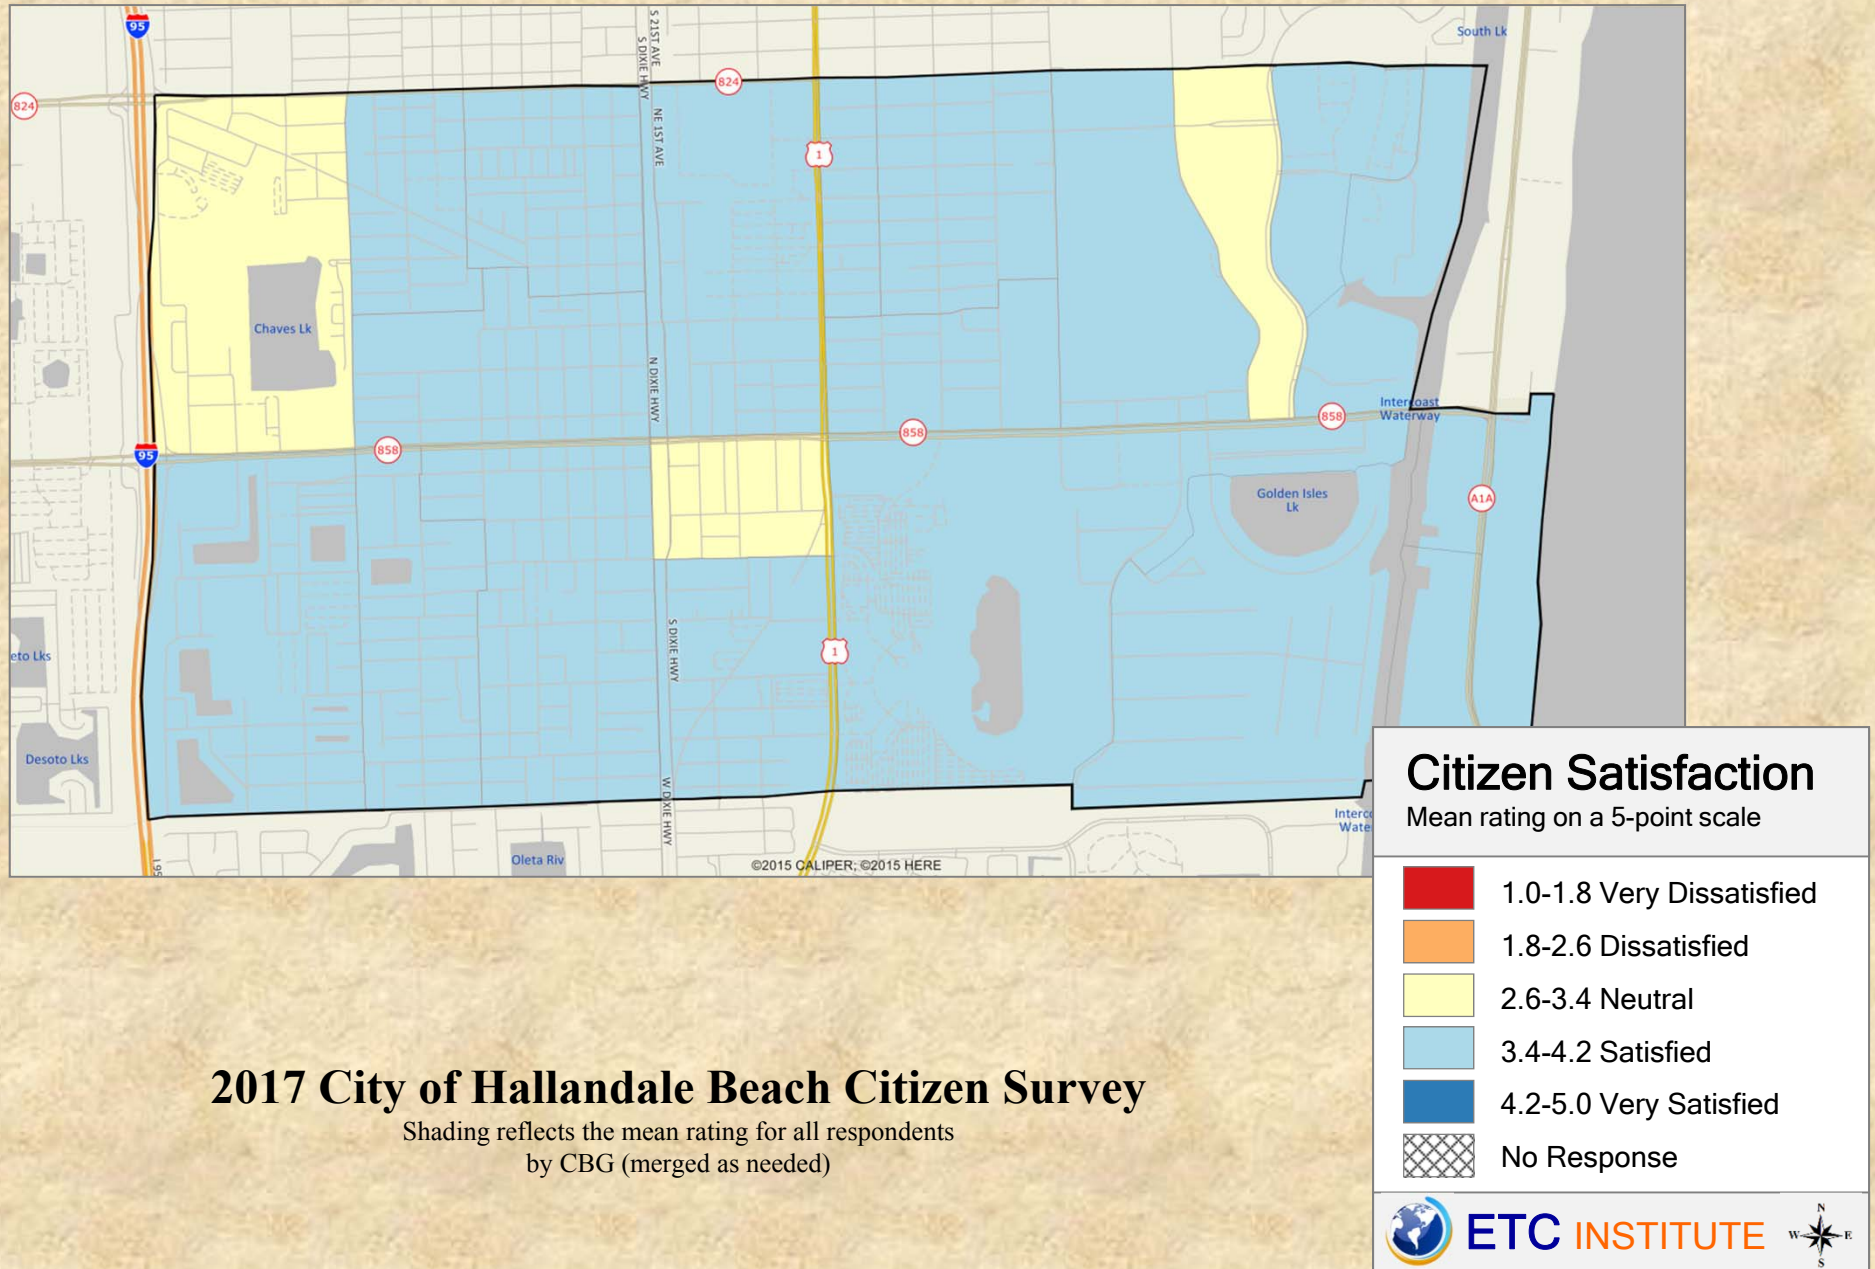 95
South Lk
S 21ST AVE
S DIXIE HWY
824
824
NE 1ST AVE
1
Chaves Lk
N DIXIE HWY
Intercoast
Waterway
858
858
858
95
Golden Isles
Lk
A1A
S DIXIE HWY
1
eto Lks
Desoto Lks
W DIXIE HWY
Interc
Wate
Oleta Riv
I 95
©2015 CALIPER; ©2015 HERE
Citizen Satisfaction
Mean rating on a 5-point scale
1.0-1.8 Very Dissatisfied
1.8-2.6 Dissatisfied
2.6-3.4 Neutral
3.4-4.2 Satisfied
4.2-5.0 Very Satisfied
No Response
2017 City of Hallandale Beach Citizen Survey
Shading reflects the mean rating for all respondents
by CBG (merged as needed)
ETC INSTITUTE
N
W E
S